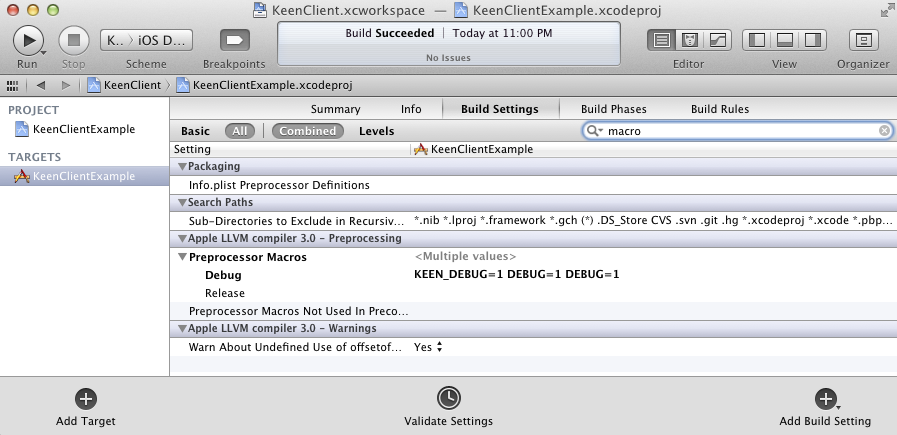 KeenClient.xcworkspace — KeenClientExample.xcodeproj
Run Stop K... iOS D... Scheme Breakpoints Build Succeeded Today at 11:00 PM Editor View Organizer
No Issues
KeenClient KeenClientExample.xcodeproj
PROJECT
KeenClientExample
TARGETS
KeenClientExample
Summary Info Build Settings Build Phases Build Rules
Basic All Combined Levels macro
Setting KeenClientExample
Packaging
Info.plist Preprocessor Definitions
Search Paths
Sub-Directories to Exclude in Recursiv... *.nib *.lproj *.framework *.gch (*) .DS_Store CVS .svn .git .hg *.xcodeproj *.xcode *.pbp...
Apple LLVM compiler 3.0 - Preprocessing
Preprocessor Macros <Multiple values>
Debug KEEN_DEBUG=1 DEBUG=1 DEBUG=1
Release
Preprocessor Macros Not Used In Preco...
Apple LLVM compiler 3.0 - Warnings
Warn About Undefined Use of offsetof... Yes
Add Target Validate Settings Add Build Setting